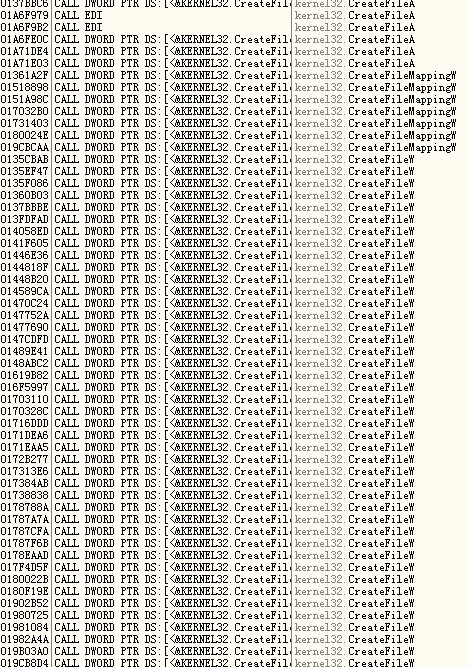 0137BBC6 CALL DWORD PTR DS:[<&KERNEL32.CreateFil kernel32.CreateFileA
01A6F979 CALL EDI kernel32.CreateFileA
01A6F9B2 CALL EDI kernel32.CreateFileA
01A6FE0C CALL DWORD PTR DS:[<&KERNEL32.CreateFil kernel32.CreateFileA
01A71DE4 CALL DWORD PTR DS:[<&KERNEL32.CreateFil kernel32.CreateFileA
01A71E03 CALL DWORD PTR DS:[<&KERNEL32.CreateFil kernel32.CreateFileA
01361A2F CALL DWORD PTR DS:[<&KERNEL32.CreateFil kernel32.CreateFileMappingW
01518898 CALL DWORD PTR DS:[<&KERNEL32.CreateFil kernel32.CreateFileMappingW
0151A98C CALL DWORD PTR DS:[<&KERNEL32.CreateFil kernel32.CreateFileMappingW
017032B0 CALL DWORD PTR DS:[<&KERNEL32.CreateFil kernel32.CreateFileMappingW
01731403 CALL DWORD PTR DS:[<&KERNEL32.CreateFil kernel32.CreateFileMappingW
0180024E CALL DWORD PTR DS:[<&KERNEL32.CreateFil kernel32.CreateFileMappingW
019CBCAA CALL DWORD PTR DS:[<&KERNEL32.CreateFil kernel32.CreateFileMappingW
0135CBAB CALL DWORD PTR DS:[<&KERNEL32.CreateFil kernel32.CreateFileW
0135EF47 CALL DWORD PTR DS:[<&KERNEL32.CreateFil kernel32.CreateFileW
0135F086 CALL DWORD PTR DS:[<&KERNEL32.CreateFil kernel32.CreateFileW
01360B03 CALL DWORD PTR DS:[<&KERNEL32.CreateFil kernel32.CreateFileW
0137BBBE CALL DWORD PTR DS:[<&KERNEL32.CreateFil kernel32.CreateFileW
013FDFAD CALL DWORD PTR DS:[<&KERNEL32.CreateFil kernel32.CreateFileW
014058ED CALL DWORD PTR DS:[<&KERNEL32.CreateFil kernel32.CreateFileW
0141F605 CALL DWORD PTR DS:[<&KERNEL32.CreateFil kernel32.CreateFileW
01446E36 CALL DWORD PTR DS:[<&KERNEL32.CreateFil kernel32.CreateFileW
0144818F CALL DWORD PTR DS:[<&KERNEL32.CreateFil kernel32.CreateFileW
01448B20 CALL DWORD PTR DS:[<&KERNEL32.CreateFil kernel32.CreateFileW
014589CA CALL DWORD PTR DS:[<&KERNEL32.CreateFil kernel32.CreateFileW
01470C24 CALL DWORD PTR DS:[<&KERNEL32.CreateFil kernel32.CreateFileW
0147752A CALL DWORD PTR DS:[<&KERNEL32.CreateFil kernel32.CreateFileW
01477690 CALL DWORD PTR DS:[<&KERNEL32.CreateFil kernel32.CreateFileW
0147CDFD CALL DWORD PTR DS:[<&KERNEL32.CreateFil kernel32.CreateFileW
01489E41 CALL DWORD PTR DS:[<&KERNEL32.CreateFil kernel32.CreateFileW
0148ABC2 CALL DWORD PTR DS:[<&KERNEL32.CreateFil kernel32.CreateFileW
01619B82 CALL DWORD PTR DS:[<&KERNEL32.CreateFil kernel32.CreateFileW
016F5997 CALL DWORD PTR DS:[<&KERNEL32.CreateFil kernel32.CreateFileW
01703110 CALL DWORD PTR DS:[<&KERNEL32.CreateFil kernel32.CreateFileW
0170328C CALL DWORD PTR DS:[<&KERNEL32.CreateFil kernel32.CreateFileW
01716DDD CALL DWORD PTR DS:[<&KERNEL32.CreateFil kernel32.CreateFileW
0171DEA6 CALL DWORD PTR DS:[<&KERNEL32.CreateFil kernel32.CreateFileW
0171EAA5 CALL DWORD PTR DS:[<&KERNEL32.CreateFil kernel32.CreateFileW
0172B277 CALL DWORD PTR DS:[<&KERNEL32.CreateFil kernel32.CreateFileW
017313E6 CALL DWORD PTR DS:[<&KERNEL32.CreateFil kernel32.CreateFileW
017384AB CALL DWORD PTR DS:[<&KERNEL32.CreateFil kernel32.CreateFileW
01738838 CALL DWORD PTR DS:[<&KERNEL32.CreateFil kernel32.CreateFileW
0178788A CALL DWORD PTR DS:[<&KERNEL32.CreateFil kernel32.CreateFileW
01787A7A CALL DWORD PTR DS:[<&KERNEL32.CreateFil kernel32.CreateFileW
01787CFA CALL DWORD PTR DS:[<&KERNEL32.CreateFil kernel32.CreateFileW
01787F6B CALL DWORD PTR DS:[<&KERNEL32.CreateFil kernel32.CreateFileW
0178EAAD CALL DWORD PTR DS:[<&KERNEL32.CreateFil kernel32.CreateFileW
017F4D5F CALL DWORD PTR DS:[<&KERNEL32.CreateFil kernel32.CreateFileW
0180022B CALL DWORD PTR DS:[<&KERNEL32.CreateFil kernel32.CreateFileW
0180F19E CALL DWORD PTR DS:[<&KERNEL32.CreateFil kernel32.CreateFileW
01902B52 CALL DWORD PTR DS:[<&KERNEL32.CreateFil kernel32.CreateFileW
01980725 CALL DWORD PTR DS:[<&KERNEL32.CreateFil kernel32.CreateFileW
01981084 CALL DWORD PTR DS:[<&KERNEL32.CreateFil kernel32.CreateFileW
01982A4A CALL DWORD PTR DS:[<&KERNEL32.CreateFil kernel32.CreateFileW
019B03A0 CALL DWORD PTR DS:[<&KERNEL32.CreateFil kernel32.CreateFileW
019CB8D4 CALL DWORD PTR DS:[<&KERNEL32.CreateFil kernel32.CreateFileW